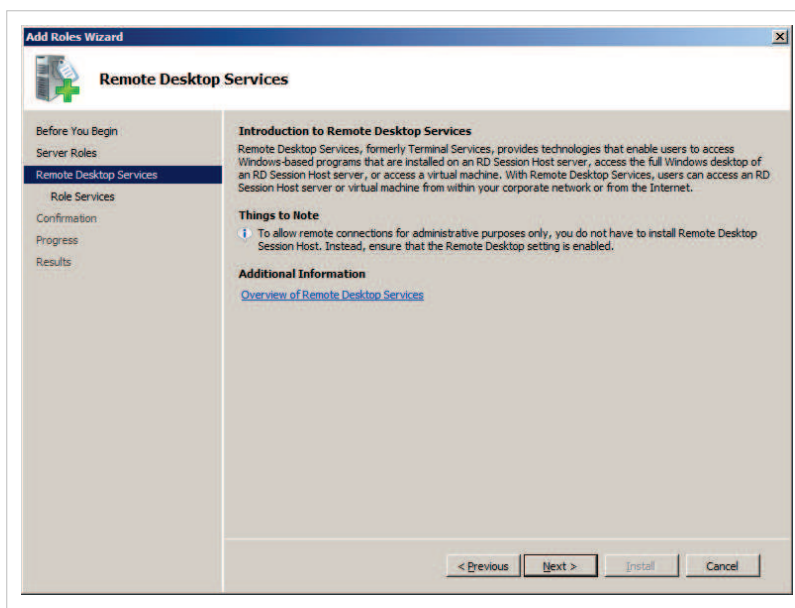 Add Roles Wizard
Remote Desktop Services
Before You Begin
Server Roles
Remote Desktop Services
Role Services
Confirmation
Progress
Results
Introduction to Remote Desktop Services
Remote Desktop Services, formerly Terminal Services, provides technologies that enable users to access
Windows-based programs that are installed on an RD Session Host server, access the full Windows desktop of
an RD Session Host server, or access a virtual machine. With Remote Desktop Services, users can access an RD
Session Host server or virtual machine from within your corporate network or from the Internet.
Things to Note
To allow remote connections for administrative purposes only, you do not have to install Remote Desktop
Session Host. Instead, ensure that the Remote Desktop setting is enabled.
Additional Information
Overview of Remote Desktop Services
< Previous Next > Install Cancel